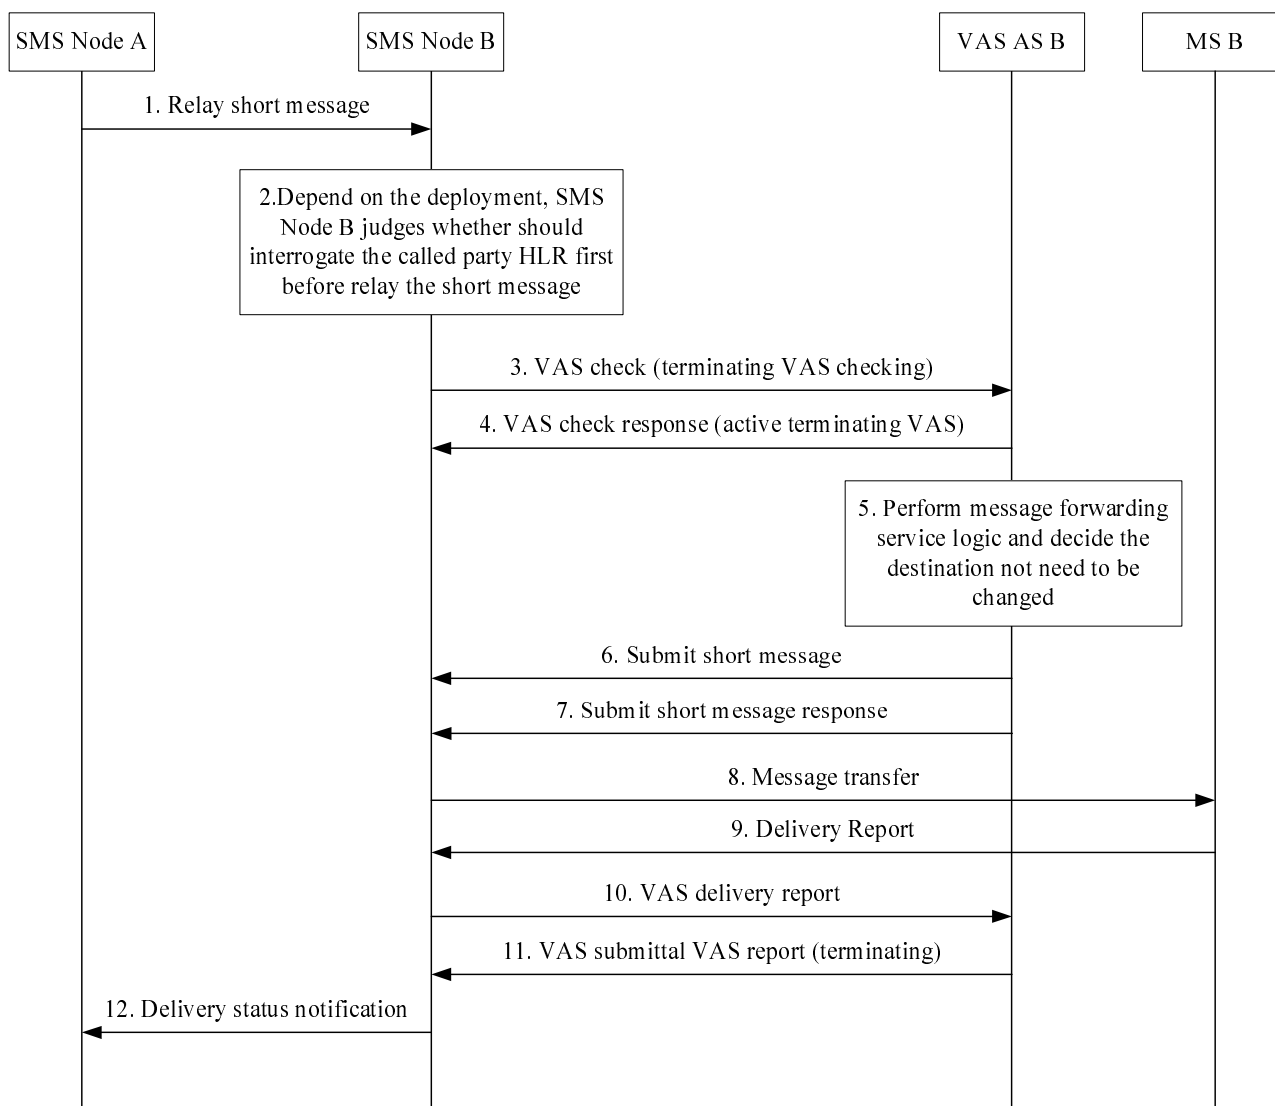 SMS Node A
SMS Node B
VAS AS B
MS B
1. Relay short message
2.Depend on the deployment, SMS
Node B judges whether should
interrogate the called party HLR first
before relay the short message
3. VAS check (terminating VAS checking)
4. VAS check response (active terminating VAS)
5. Perform message forwarding
service logic and decide the
destination not need to be
changed
6. Submit short message
7. Submit short message response
8. Message transfer
9. Delivery Report
10. VAS delivery report
11. VAS submittal VAS report (terminating)
12. Delivery status notification